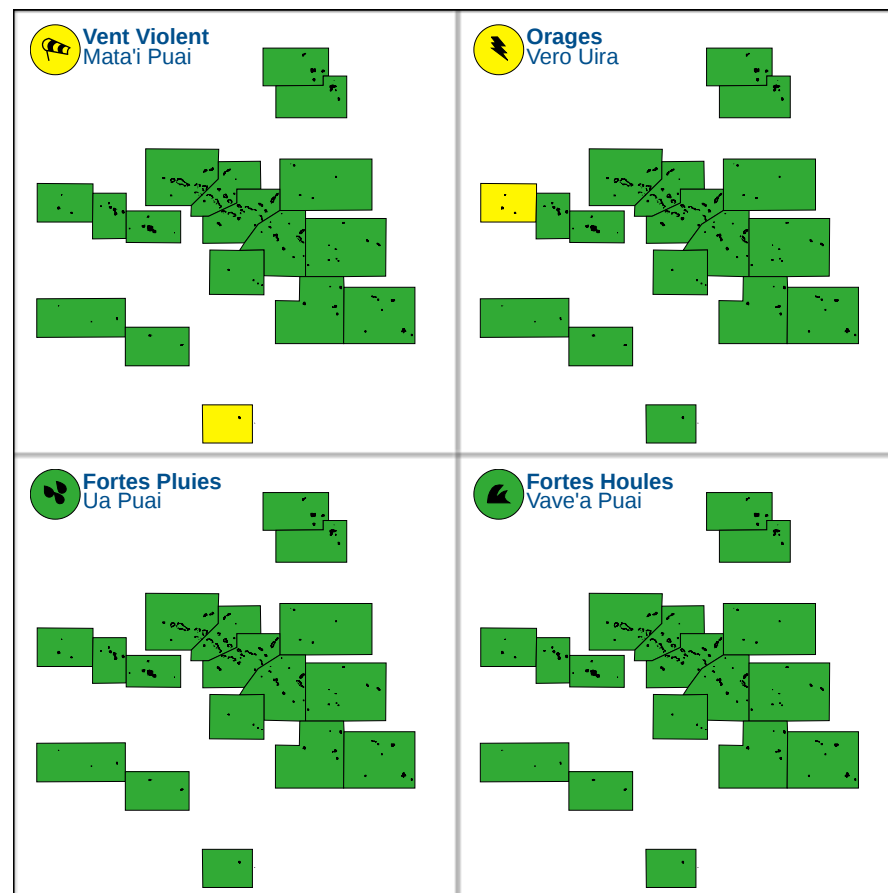 Vent Violent
Mata'i Puai
Orages
Vero Uira
Fortes Pluies
Ua Puai
Fortes Houles
Vave'a Puai